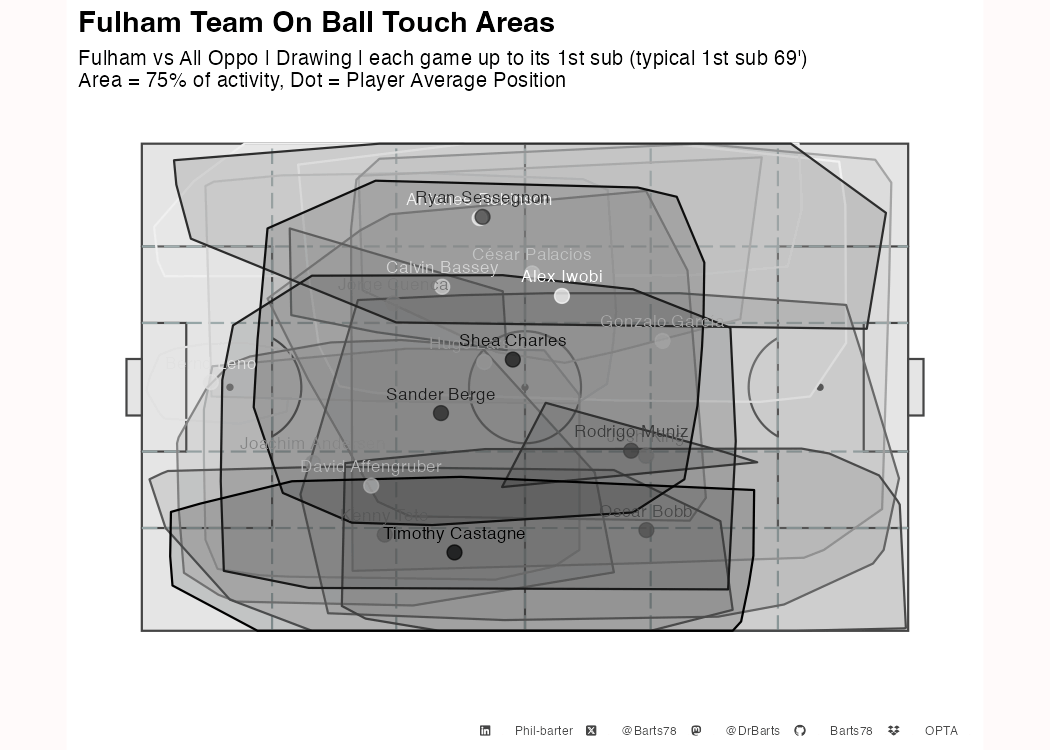 Fulham Team On Ball Touch Areas
Fulham vs All Oppo | Drawing | each game up to its 1st sub (typical 1st sub 69')
Area = 75% of activity, Dot = Player Average Position
Ryan Sessegnon
César Palacios
Calvin Bassey
Alex Iwobi
Gonzalo García
Shea Charles
Leno
Sander Berge
Rodrigo Muniz
Joachim Andersen
David Affengruber
Kenny Tete
Oscar Bobb
Timothy Castagne
Phil-barter
@Barts78
@DrBarts
Barts78
OPTA